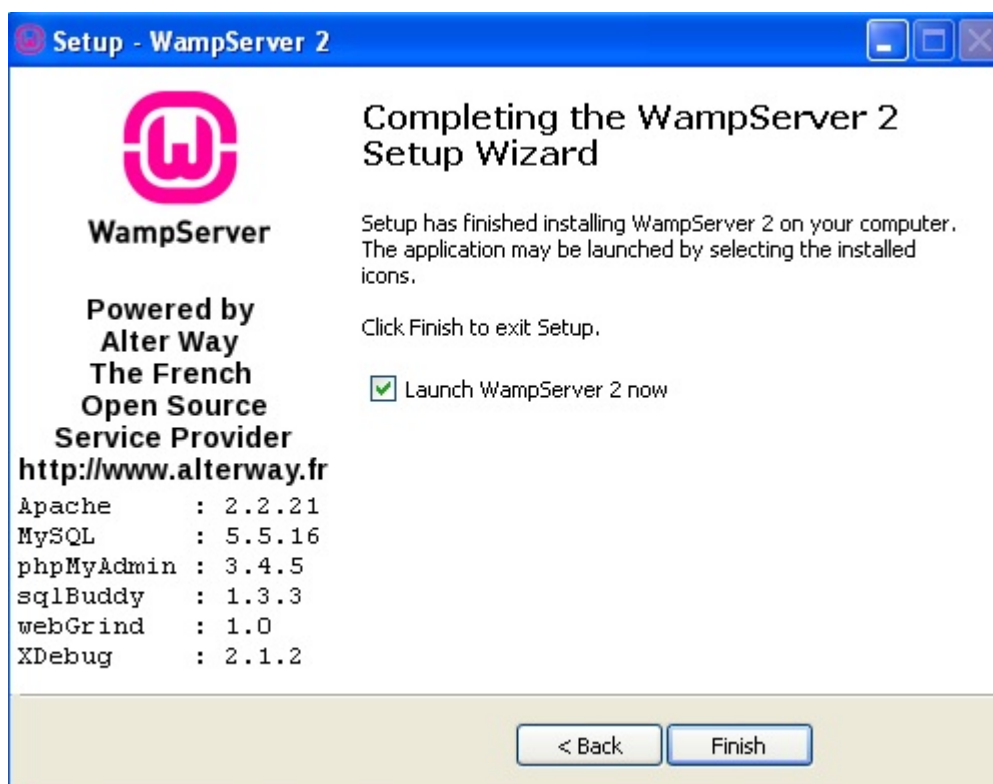 Setup - WampServer 2
WampServer
Powered by
Alter Way
The French
Open Source
Service Provider
http://www.alterway.fr
Apache : 2.2.21
MySQL : 5.5.16
phpMyAdmin : 3.4.5
sqlBuddy : 1.3.3
webGrind : 1.0
XDebug : 2.1.2
Completing the WampServer 2
Setup Wizard
Setup has finished installing WampServer 2 on your computer.
The application may be launched by selecting the installed
icons.
Click Finish to exit Setup.
Launch WampServer 2 now
< Back
Finish